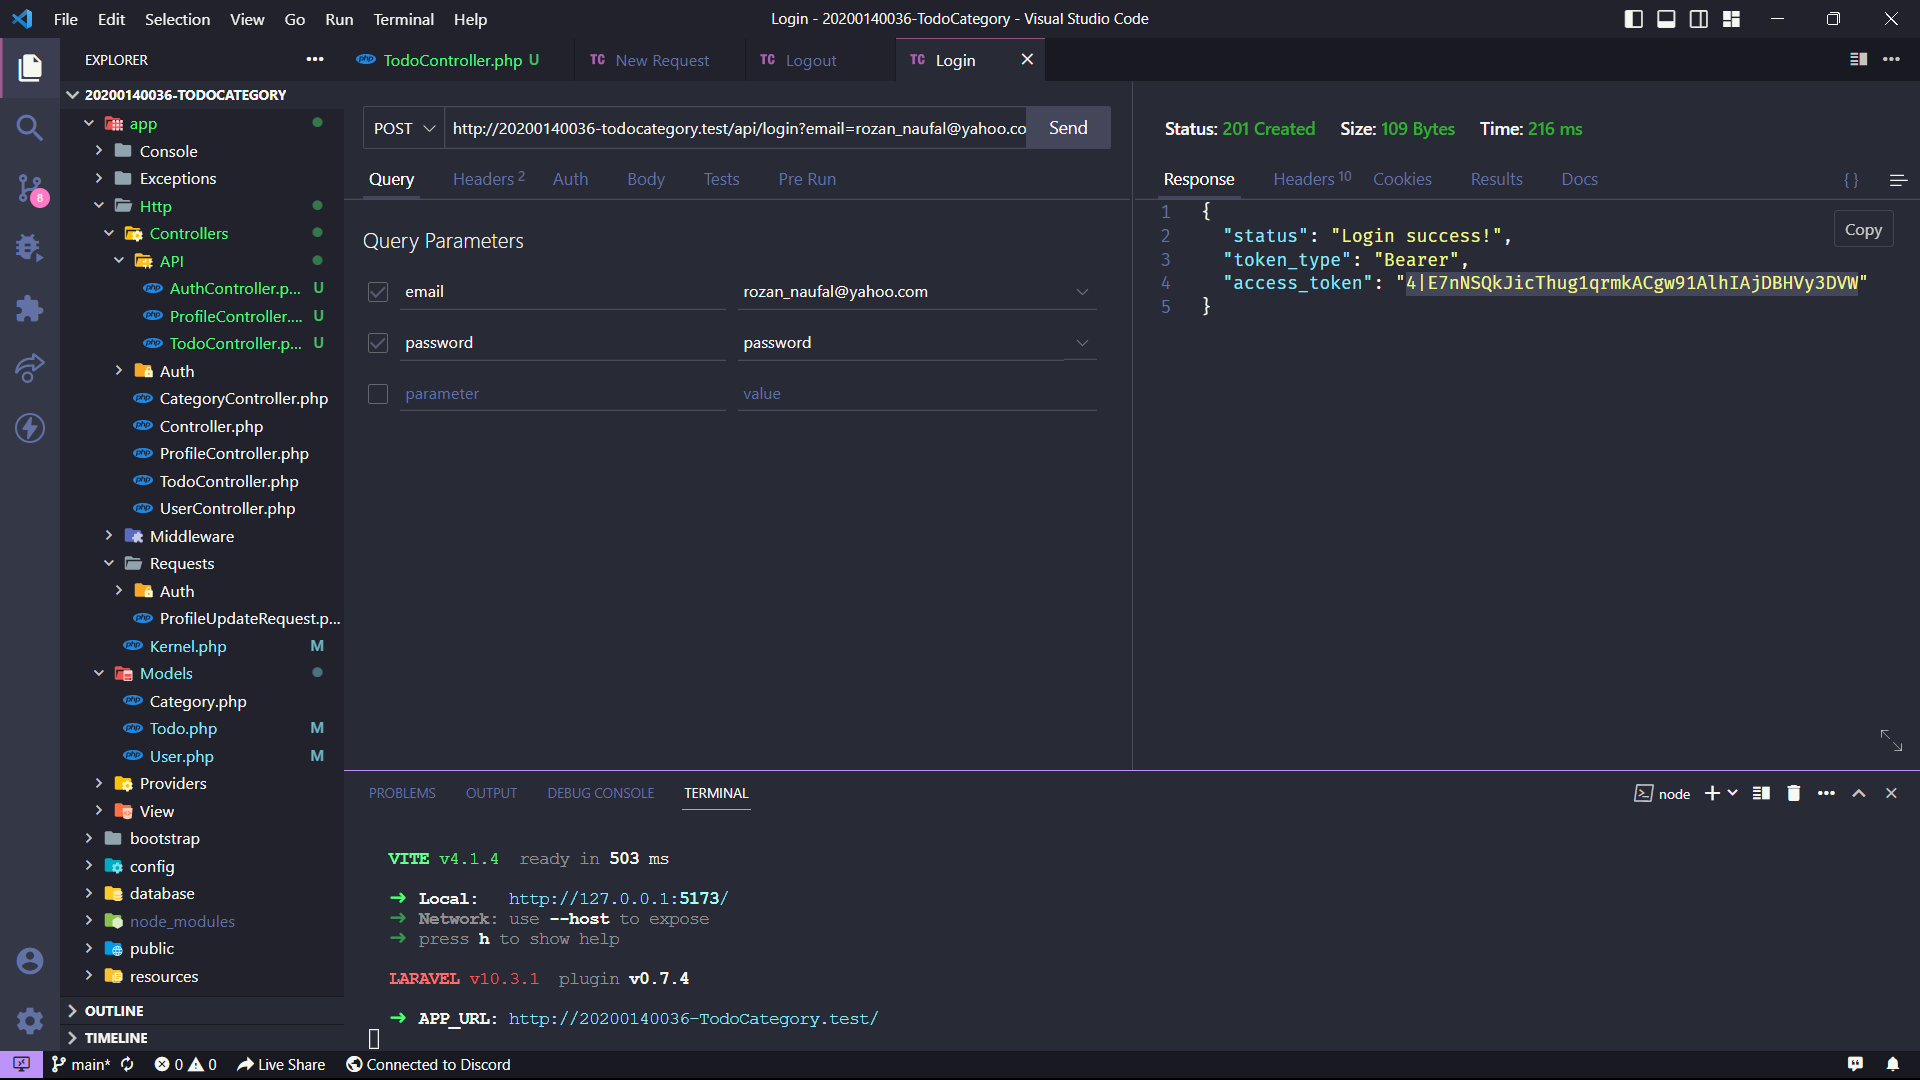 File Edit Selection View Go Run Terminal Help
Login - 20200140036-TodoCategory - Visual Studio Code
EXPLORER
TodoController.php U
TC New Request
TC Logout
TC Login
20200140036-TODOCATEGORY
app
Console
Exceptions
Http
Controllers
API
AuthController.p... U
ProfileController.... U
TodoController.p... U
Auth
CategoryController.php
Controller.php
ProfileController.php
TodoController.php
UserController.php
Middleware
Requests
Auth
ProfileUpdateRequest.p...
Kernel.php M
Models
Category.php
Todo.php M
User.php M
Providers
View
bootstrap
config
database
node_modules
public
resources
OUTLINE
TIMELINE
8
POST http://20200140036-todocategory.test/api/login?email=rozan_naufal@yahoo.co Send
Query Headers 2 Auth Body Tests Pre Run
Query Parameters
email rozan_naufal@yahoo.com
password password
parameter value
Status: 201 Created Size: 109 Bytes Time: 216 ms
Response Headers 10 Cookies Results Docs { }
Copy
1 {
2 "status": "Login success!",
3 "token_type": "Bearer",
4 "access_token": "4|E7nNSQkJicThug1qrmkACgw91AlhIAjDBHVy3DVW"
5 }
PROBLEMS OUTPUT DEBUG CONSOLE TERMINAL
node
VITE v4.1.4 ready in 503 ms
➜ Local: http://127.0.0.1:5173/
➜ Network: use --host to expose
➜ press h to show help
LARAVEL v10.3.1 plugin v0.7.4
➜ APP_URL: http://20200140036-TodoCategory.test/
main* 0 0 Live Share Connected to Discord